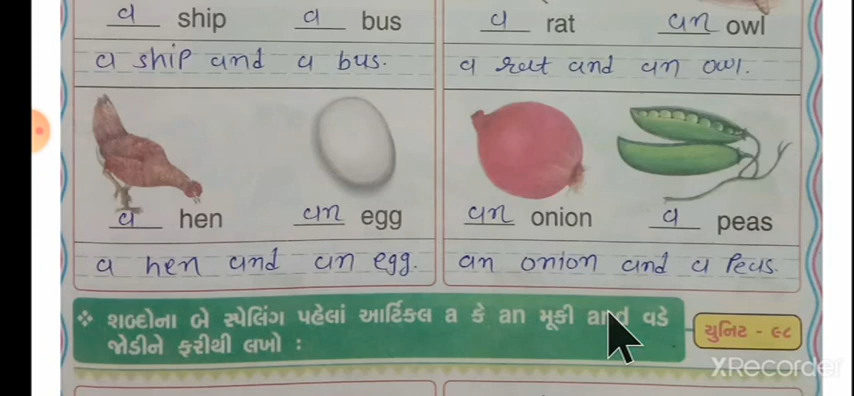 a ship a bus
a rat an owl
a ship and a bus.
a rat and an owl.
a hen an egg
an onion a peas
a hen and an egg.
an onion and a peas.
❖ શબ્દોના બે સ્પેલિંગ પહેલાં આર્ટિકલ a કે an મૂકી and વડે
જોડીને ફરીથી લખો :
યુનિટ - ૯૮
XRecorder